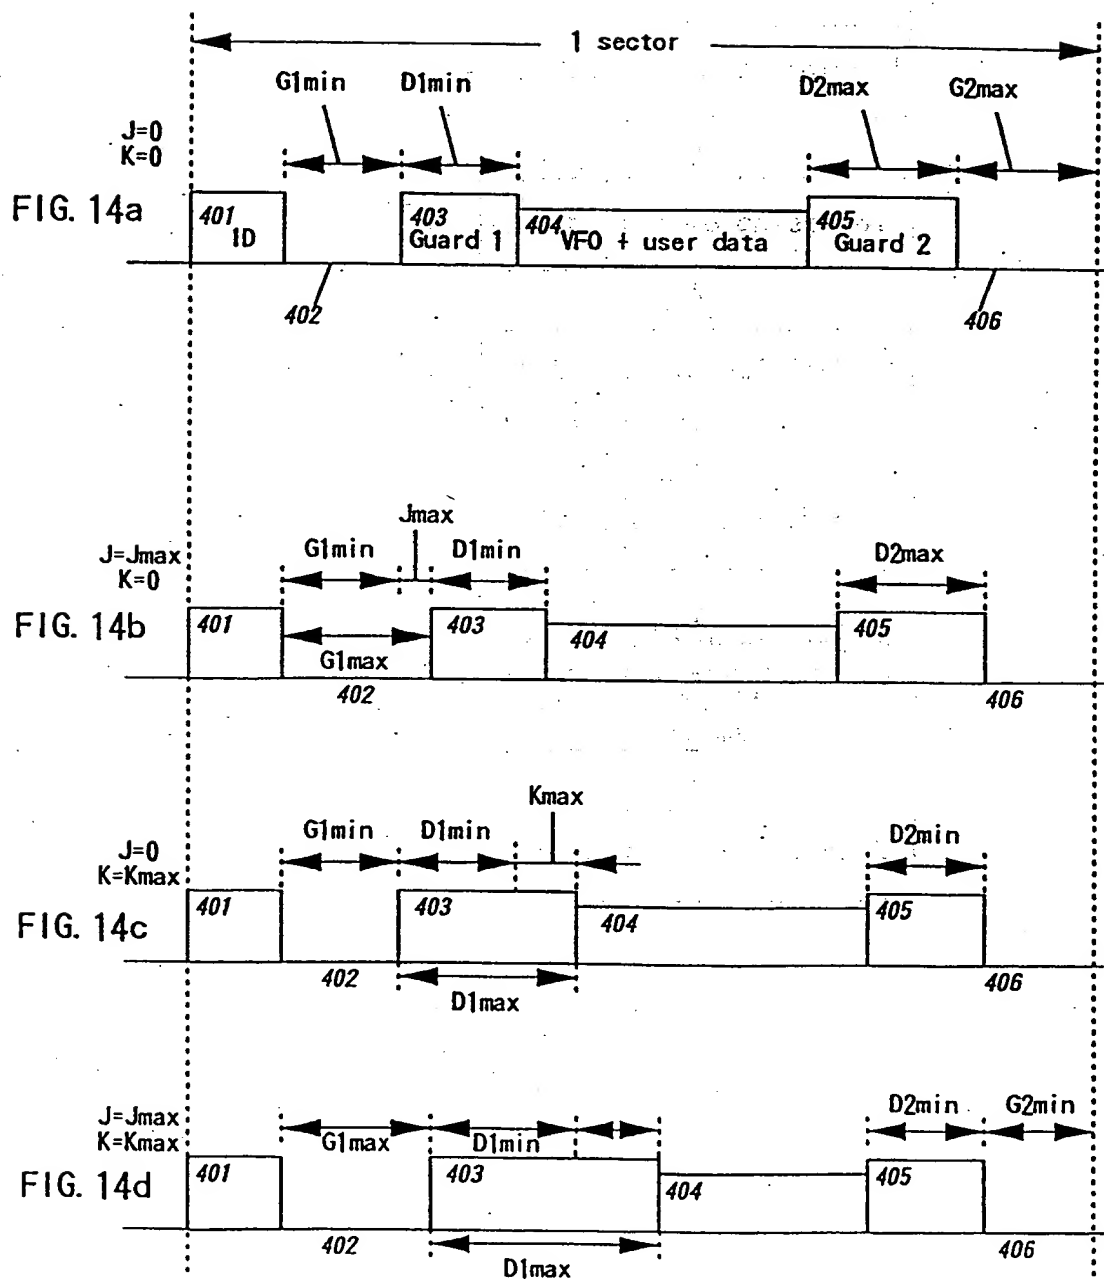 1 sector
G1min D1min D2max G2max
J=0
K=0
FIG. 14a
401 ID
403 Guard 1
404 VFO + user data
405 Guard 2
402
406
Jmax
J=Jmax
K=0
G1min D1min D2max
FIG. 14b
401 403 404 405
G1max
402
406
Kmax
J=0
K=Kmax
G1min D1min D2min
FIG. 14c
401 403 404 405
402
406
D1max
J=Jmax
K=Kmax
G1max D1min D2min G2min
FIG. 14d
401 403 404 405
402
406
D1max